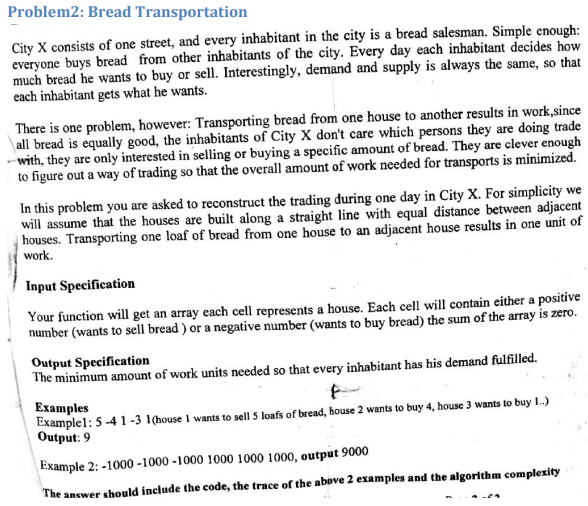 Problem2: Bread Transportation
City X consists of one street, and every inhabitant in the city is a bread salesman. Simple enough:
everyone buys bread from other inhabitants of the city. Every day each inhabitant decides how
much bread he wants to buy or sell. Interestingly, demand and supply is always the same, so that
each inhabitant gets what he wants.
There is one problem, however: Transporting bread from one house to another results in work,since
all bread is equally good, the inhabitants of City X don't care which persons they are doing trade
with, they are only interested in selling or buying a specific amount of bread. They are clever enough
to figure out a way of trading so that the overall amount of work needed for transports is minimized.
In this problem you are asked to reconstruct the trading during one day in City X. For simplicity we
will assume that the houses are built along a straight line with equal distance between adjacent
houses. Transporting one loaf of bread from one house to an adjacent house results in one unit of
work.
Input Specification
Your function will get an array each cell represents a house. Each cell will contain either a positive
number (wants to sell bread ) or a negative number (wants to buy bread) the sum of the array is zero.
Output Specification
The minimum amount of work units needed so that every inhabitant has his demand fulfilled.
Examples
Example1: 5 -4 1 -3 1(house 1 wants to sell 5 loafs of bread, house 2 wants to buy 4, house 3 wants to buy 1..)
Output: 9
Example 2: -1000 -1000 -1000 1000 1000 1000, output 9000
The answer should include the code, the trace of the above 2 examples and the algorithm complexity